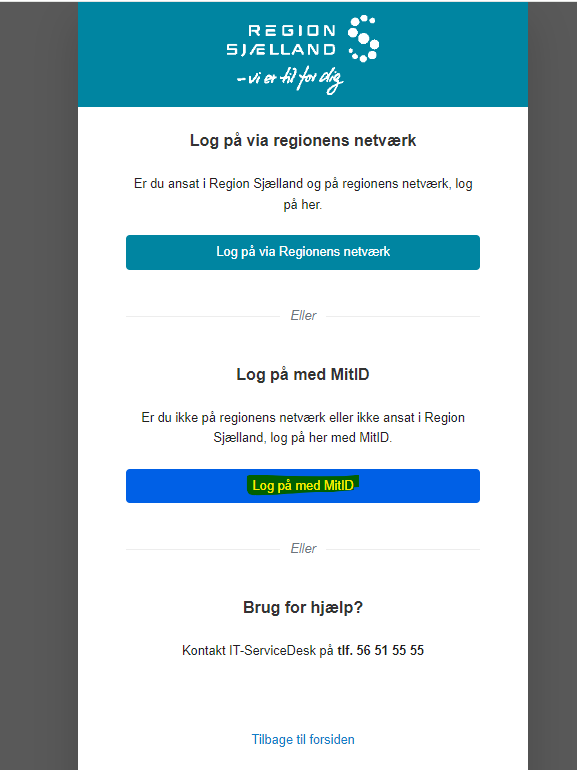 REGION
SJÆLLAND
- vi er til for dig
Log på via regionens netværk
Er du ansat i Region Sjælland og på regionens netværk, log
på her.
Log på via Regionens netværk
Eller
Log på med MitID
Er du ikke på regionens netværk eller ikke ansat i Region
Sjælland, log på her med MitID.
Log på med MitID
Eller
Brug for hjælp?
Kontakt IT-ServiceDesk på tlf. 56 51 55 55
Tilbage til forsiden